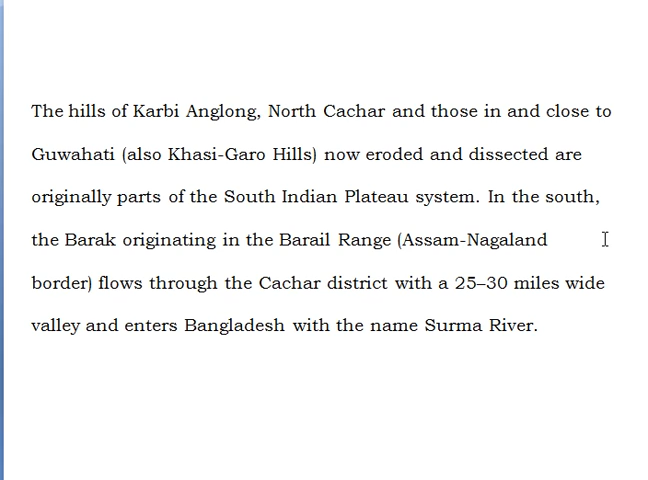 The hills of Karbi Anglong, North Cachar and those in and close to
Guwahati (also Khasi-Garo Hills) now eroded and dissected are
originally parts of the South Indian Plateau system. In the south,
the Barak originating in the Barail Range (Assam-Nagaland
border) flows through the Cachar district with a 25–30 miles wide
valley and enters Bangladesh with the name Surma River.